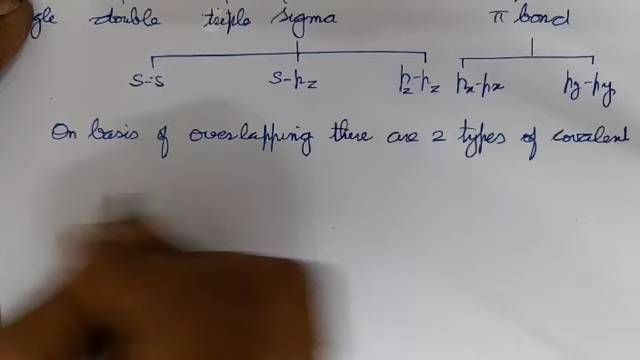 gle double triple sigma π bond
s-s s-pz pz-pz px-px py-py
On basis of overlapping there are 2 types of covalent